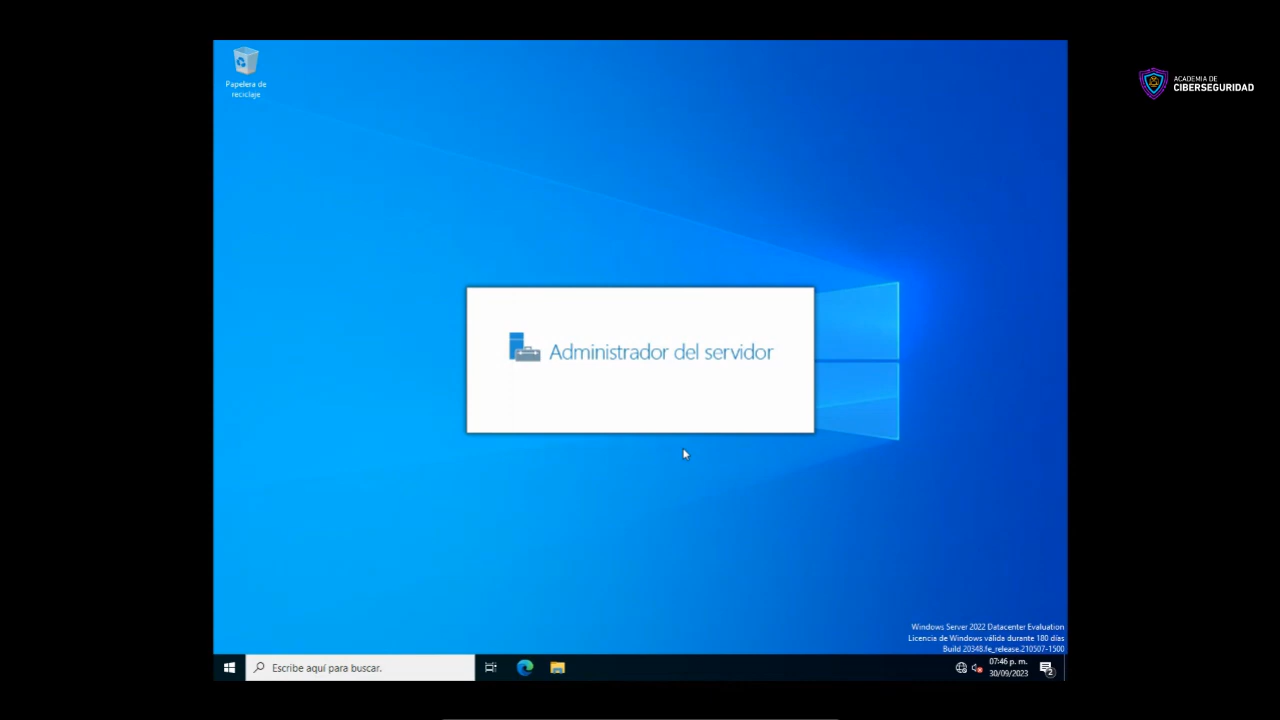 Papelera de
reciclaje
ACADEMIA DE
CIBERSEGURIDAD
Administrador del servidor
Windows Server 2022 Datacenter Evaluation
Licencia de Windows válida durante 180 días
Build 20348.fe_release.210507-1500
Escribe aquí para buscar.
07:46 p. m.
30/09/2023
2